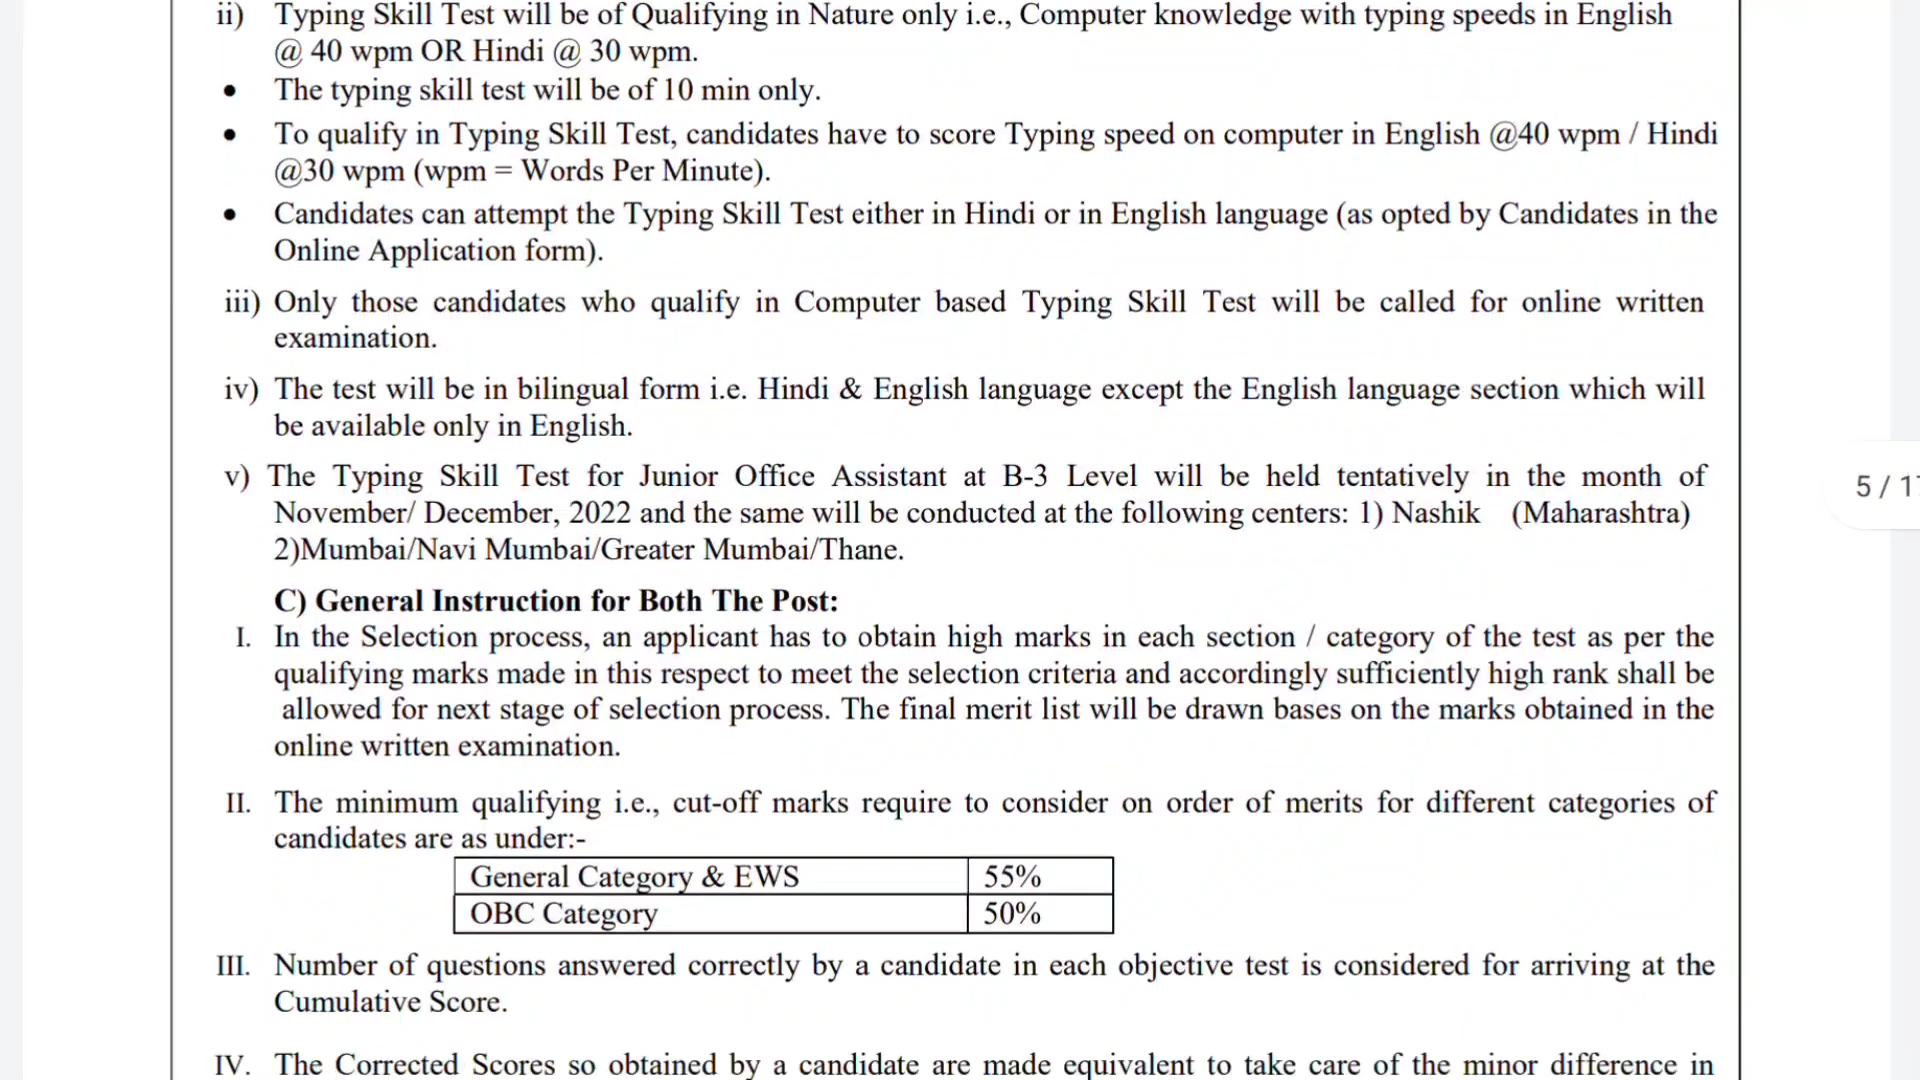 ii) Typing Skill Test will be of Qualifying in Nature only i.e., Computer knowledge with typing speeds in English
@ 40 wpm OR Hindi @ 30 wpm.
• The typing skill test will be of 10 min only.
• To qualify in Typing Skill Test, candidates have to score Typing speed on computer in English @40 wpm / Hindi
@30 wpm (wpm = Words Per Minute).
• Candidates can attempt the Typing Skill Test either in Hindi or in English language (as opted by Candidates in the
Online Application form).
iii) Only those candidates who qualify in Computer based Typing Skill Test will be called for online written
examination.
iv) The test will be in bilingual form i.e. Hindi & English language except the English language section which will
be available only in English.
v) The Typing Skill Test for Junior Office Assistant at B-3 Level will be held tentatively in the month of
November/ December, 2022 and the same will be conducted at the following centers: 1) Nashik (Maharashtra)
2)Mumbai/Navi Mumbai/Greater Mumbai/Thane.
C) General Instruction for Both The Post:
I. In the Selection process, an applicant has to obtain high marks in each section / category of the test as per the
qualifying marks made in this respect to meet the selection criteria and accordingly sufficiently high rank shall be
allowed for next stage of selection process. The final merit list will be drawn bases on the marks obtained in the
online written examination.
II. The minimum qualifying i.e., cut-off marks require to consider on order of merits for different categories of
candidates are as under:-
General Category & EWS 55%
OBC Category 50%
III. Number of questions answered correctly by a candidate in each objective test is considered for arriving at the
Cumulative Score.
IV. The Corrected Scores so obtained by a candidate are made equivalent to take care of the minor difference in
5 / 1